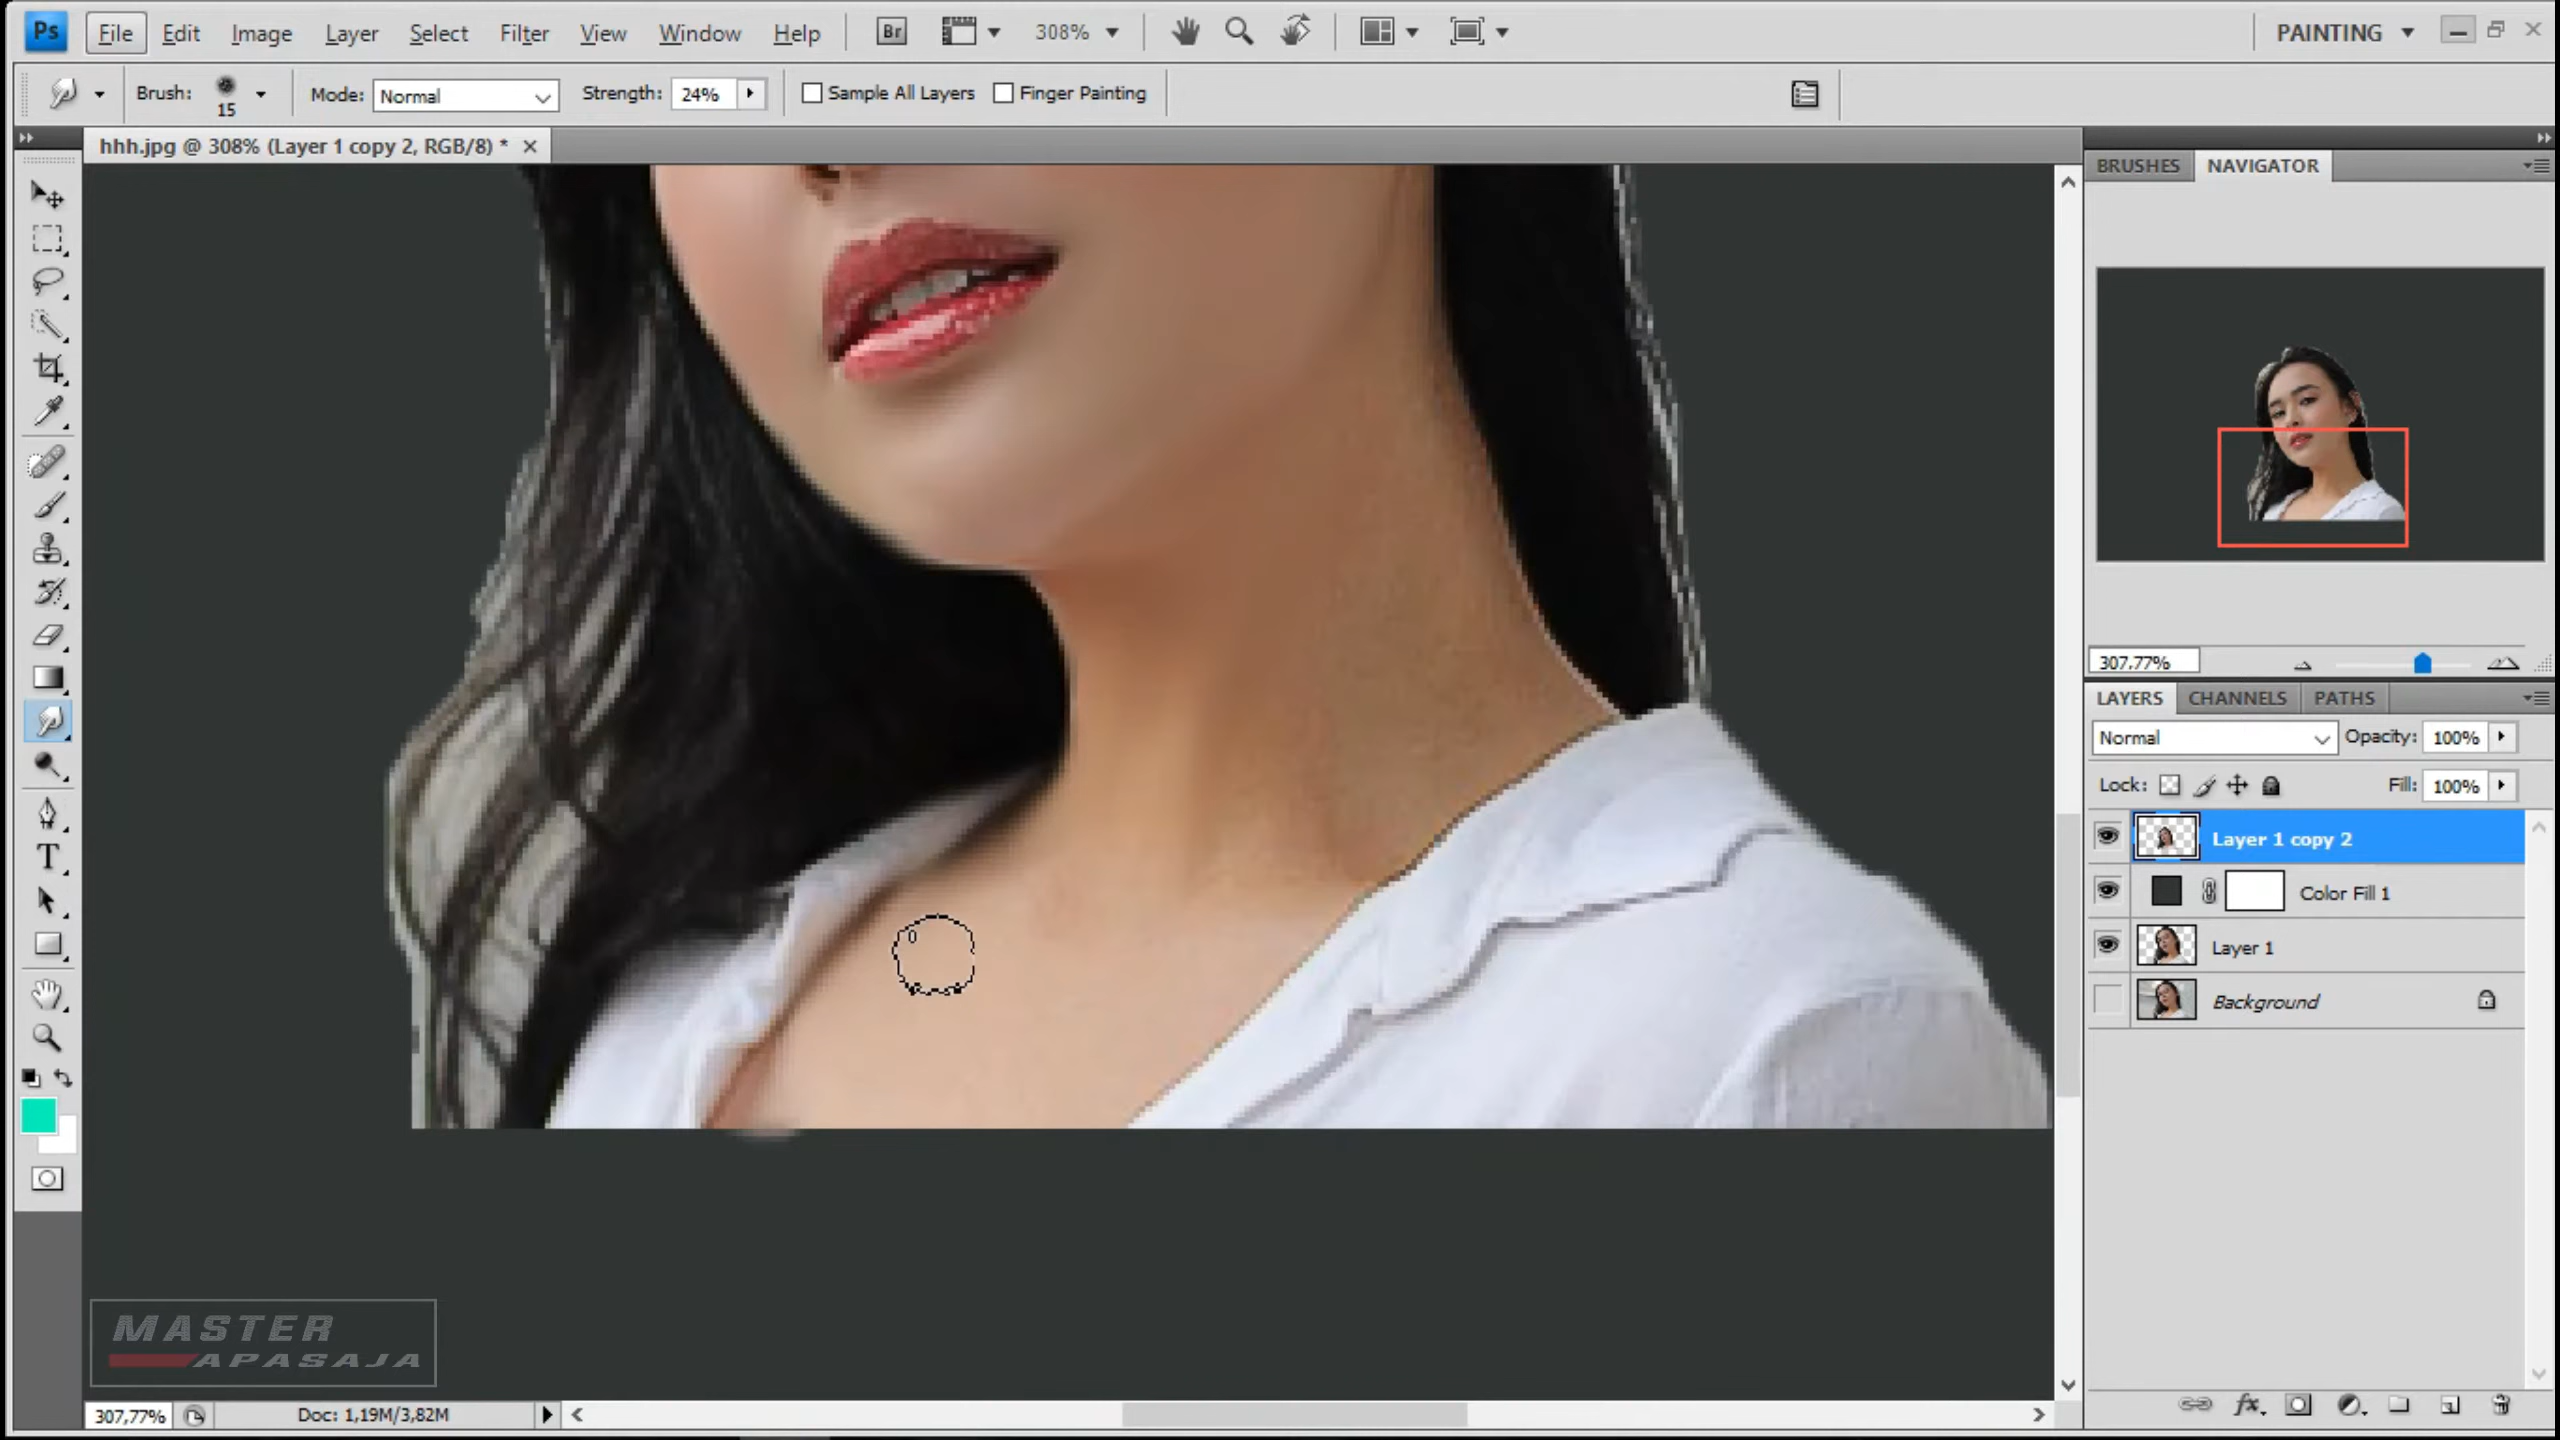 Ps File Edit Image Layer Select Filter View Window Help Br 308% PAINTING
Brush: 15 Mode: Normal Strength: 24% Sample All Layers Finger Painting
hhh.jpg @ 308% (Layer 1 copy 2, RGB/8) *
BRUSHES NAVIGATOR
307,77%
LAYERS CHANNELS PATHS
Normal Opacity: 100%
Lock: Fill: 100%
Layer 1 copy 2
Color Fill 1
Layer 1
Background
T
MASTER
APASAJA
307,77% Doc: 1,19M/3,82M
fx